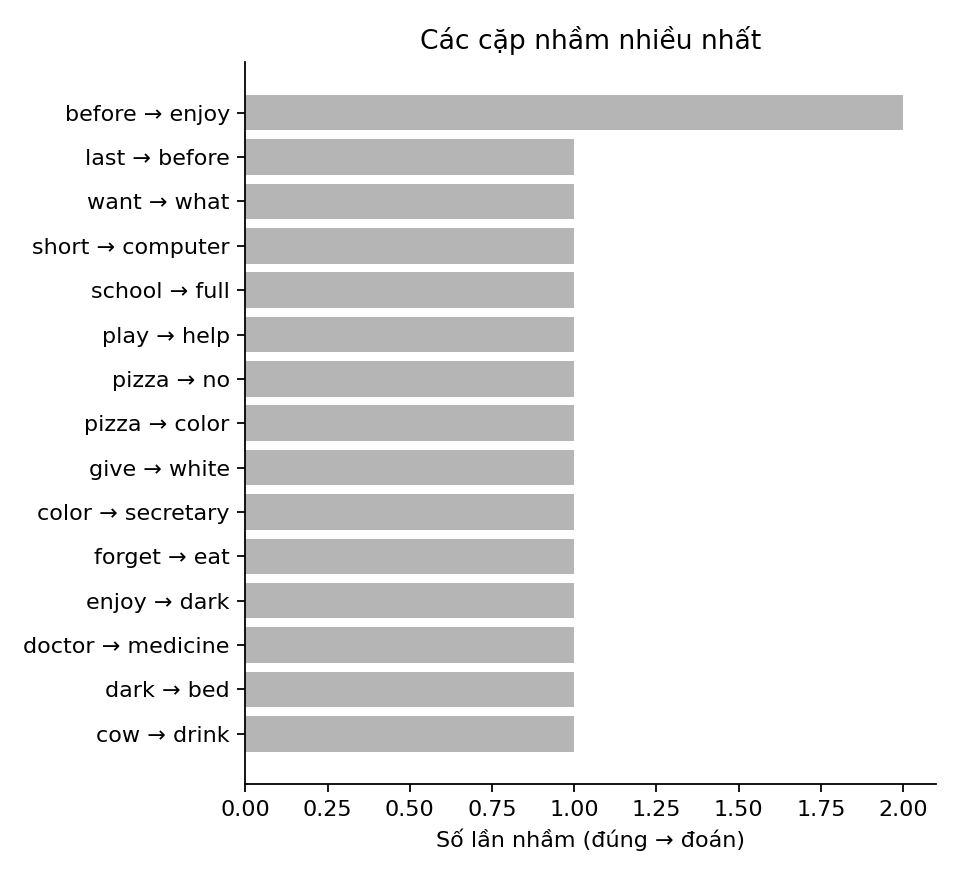 Các cặp nhầm nhiều nhất
before → enjoy
last → before
want → what
short → computer
school → full
play → help
pizza → no
pizza → color
give → white
color → secretary
forget → eat
enjoy → dark
doctor → medicine
dark → bed
cow → drink
0.00 0.25 0.50 0.75 1.00 1.25 1.50 1.75 2.00
Số lần nhầm (đúng → đoán)